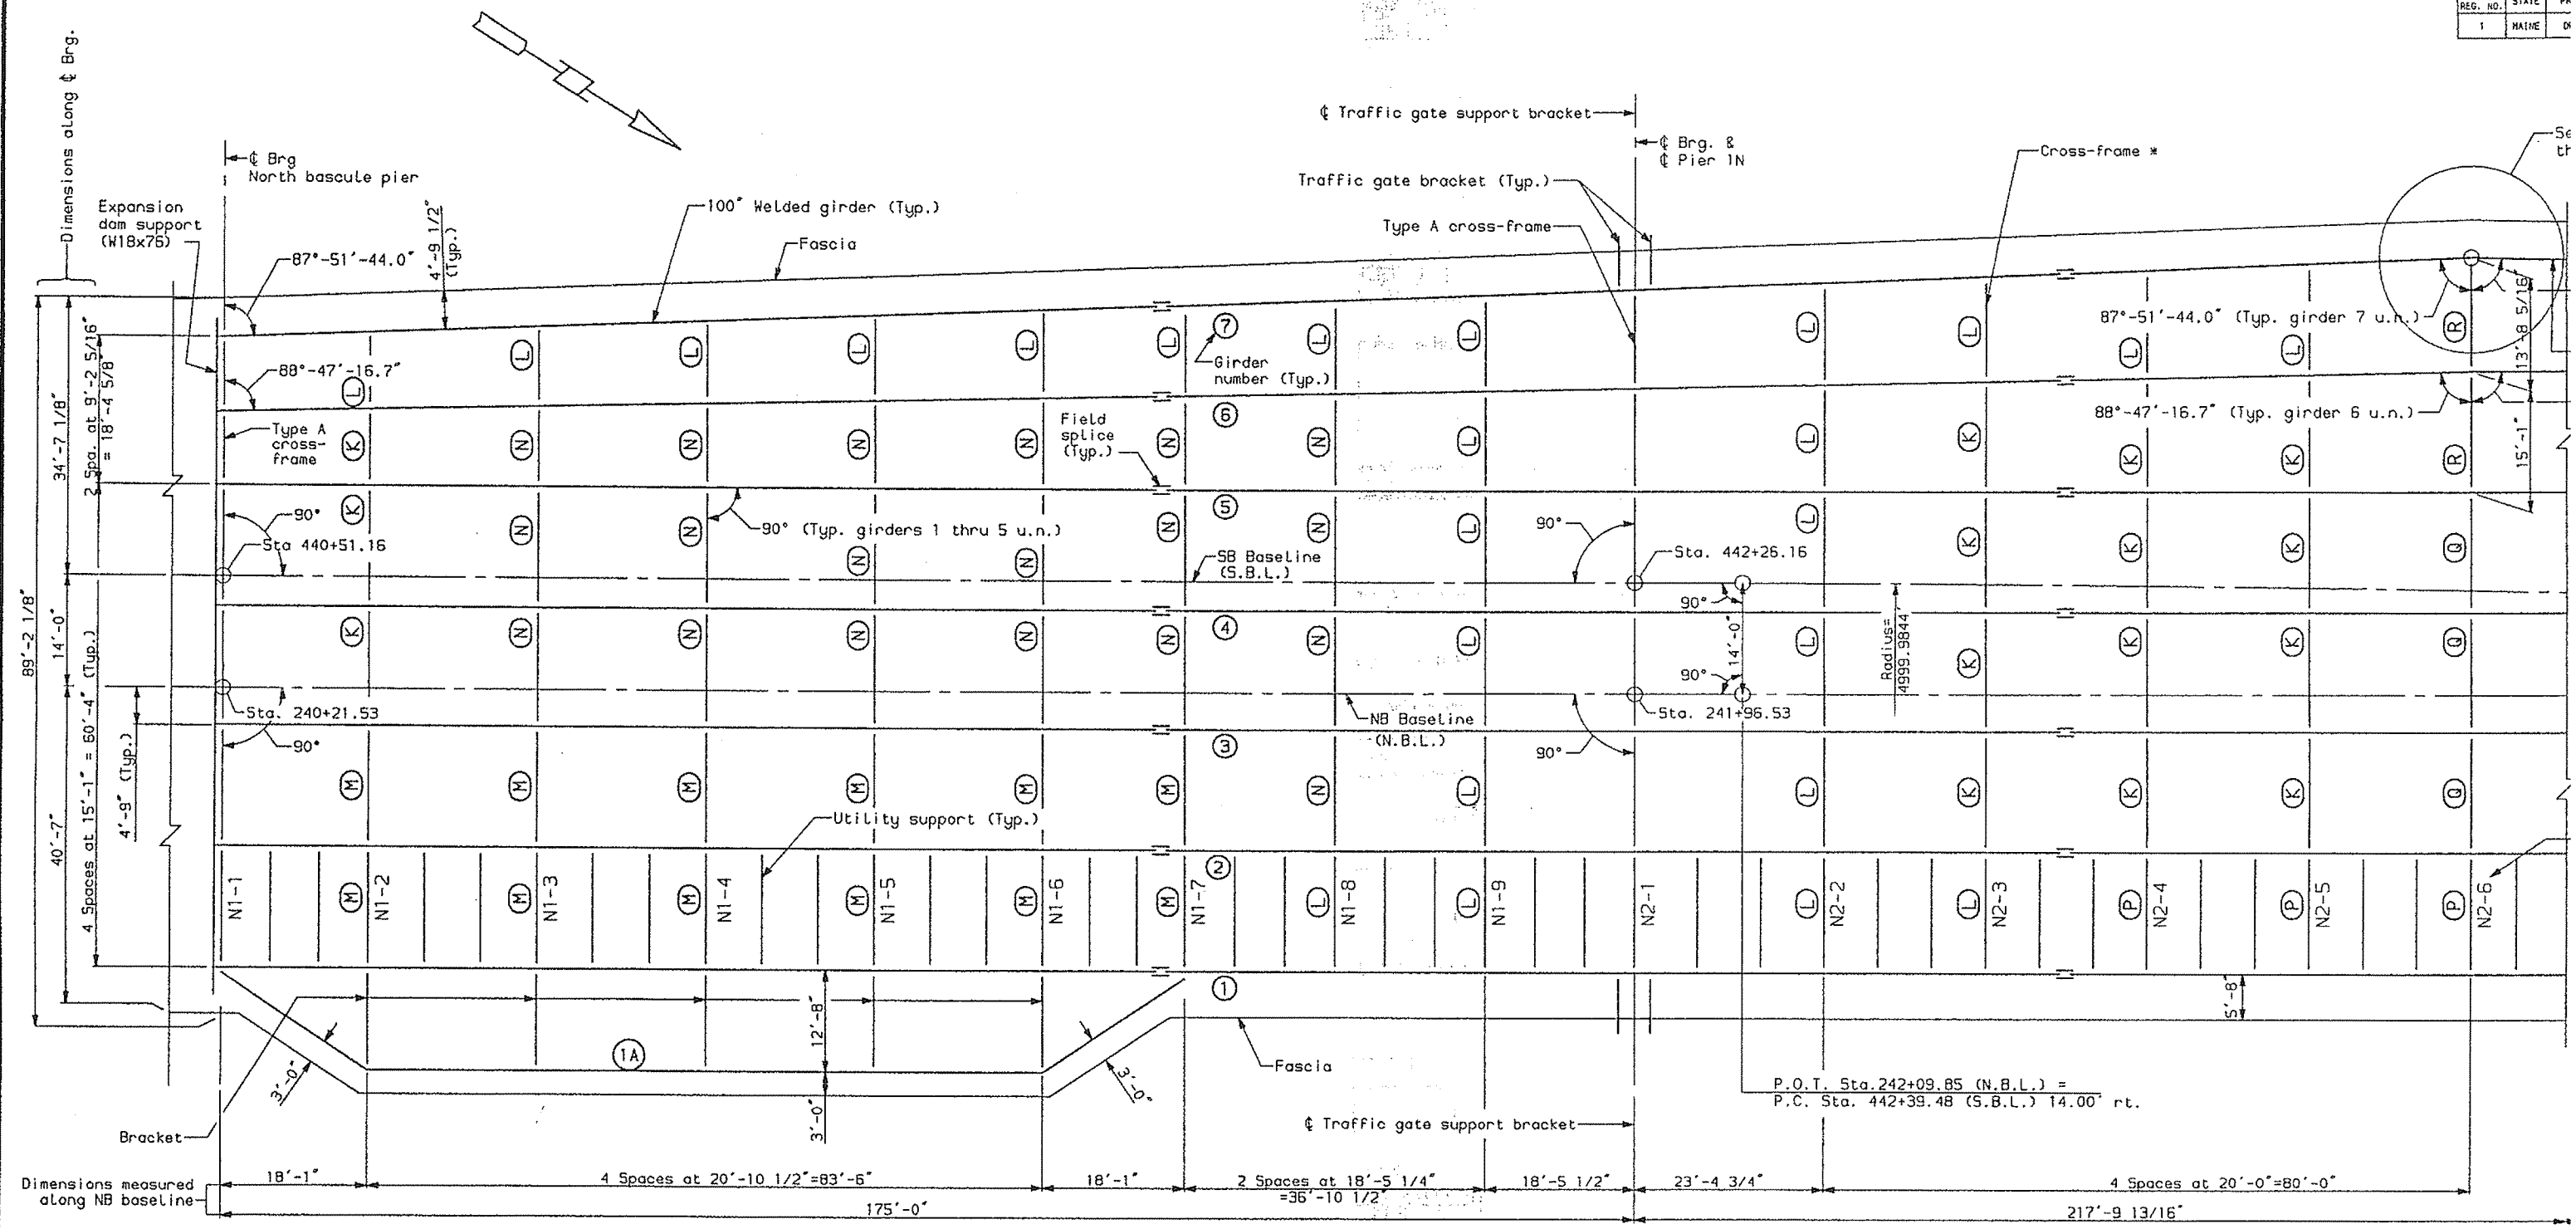 REG. NO. STATE
1 MAINE
Dimensions along ℄ Brg.
℄ Brg
North bascule pier
Expansion
dam support
(W18x76)
87°-51'-44.0"
4'-9 1/2"
(Typ.)
100" Welded girder (Typ.)
Fascia
℄ Traffic gate support bracket
℄ Brg. &
℄ Pier 1N
Traffic gate bracket (Typ.)
Type A cross-frame
Cross-frame *
88°-47'-16.7"
Type A
cross-
frame
34'-7 1/8"
2 Spa. at 9'-2 5/16"
= 18'-4 5/8"
L L L L L L L L L L L L R
7
Girder
number (Typ.)
87°-51'-44.0" (Typ. girder 7 u.n.)
13'-8 5/16"
88°-47'-16.7" (Typ. girder 6 u.n.)
15'-1"
6
Field
splice
(Typ.)
K N N N N N N L L K K K R
90°
Sta 440+51.16
90° (Typ. girders 1 thru 5 u.n.)
5
SB Baseline
(S.B.L.)
90°
Sta. 442+26.16
K N N N N N N L L K K K Q
89'-2 1/8"
14'-0"
4 Spaces at 15'-1" = 60'-4" (Typ.)
4
90°
14'-0"
90°
Radius=
4999.9844'
K N N N N N N L L K K K Q
Sta. 240+21.53
90°
4'-9" (Typ.)
40'-7"
NB Baseline
(N.B.L.)
3
90°
Sta. 241+96.53
M M M M M M N L L K K K Q
Utility support (Typ.)
2
N1-1 M N1-2 M N1-3 M N1-4 M N1-5 M N1-6 M N1-7 L N1-8 L N1-9 N2-1 L N2-2 L N2-3 P N2-4 P N2-5 P N2-6
1
12'-8"
5'-8"
1A
3'-0"
3'-0"
3'-0"
Fascia
Bracket
℄ Traffic gate support bracket
P.O.T. Sta.242+09.85 (N.B.L.) =
P.C. Sta. 442+39.48 (S.B.L.) 14.00' rt.
Dimensions measured
along NB baseline
18'-1"
4 Spaces at 20'-10 1/2"=83'-6"
18'-1"
2 Spaces at 18'-5 1/4"
=36'-10 1/2"
18'-5 1/2"
23'-4 3/4"
4 Spaces at 20'-0"=80'-0"
175'-0"
217'-9 13/16"